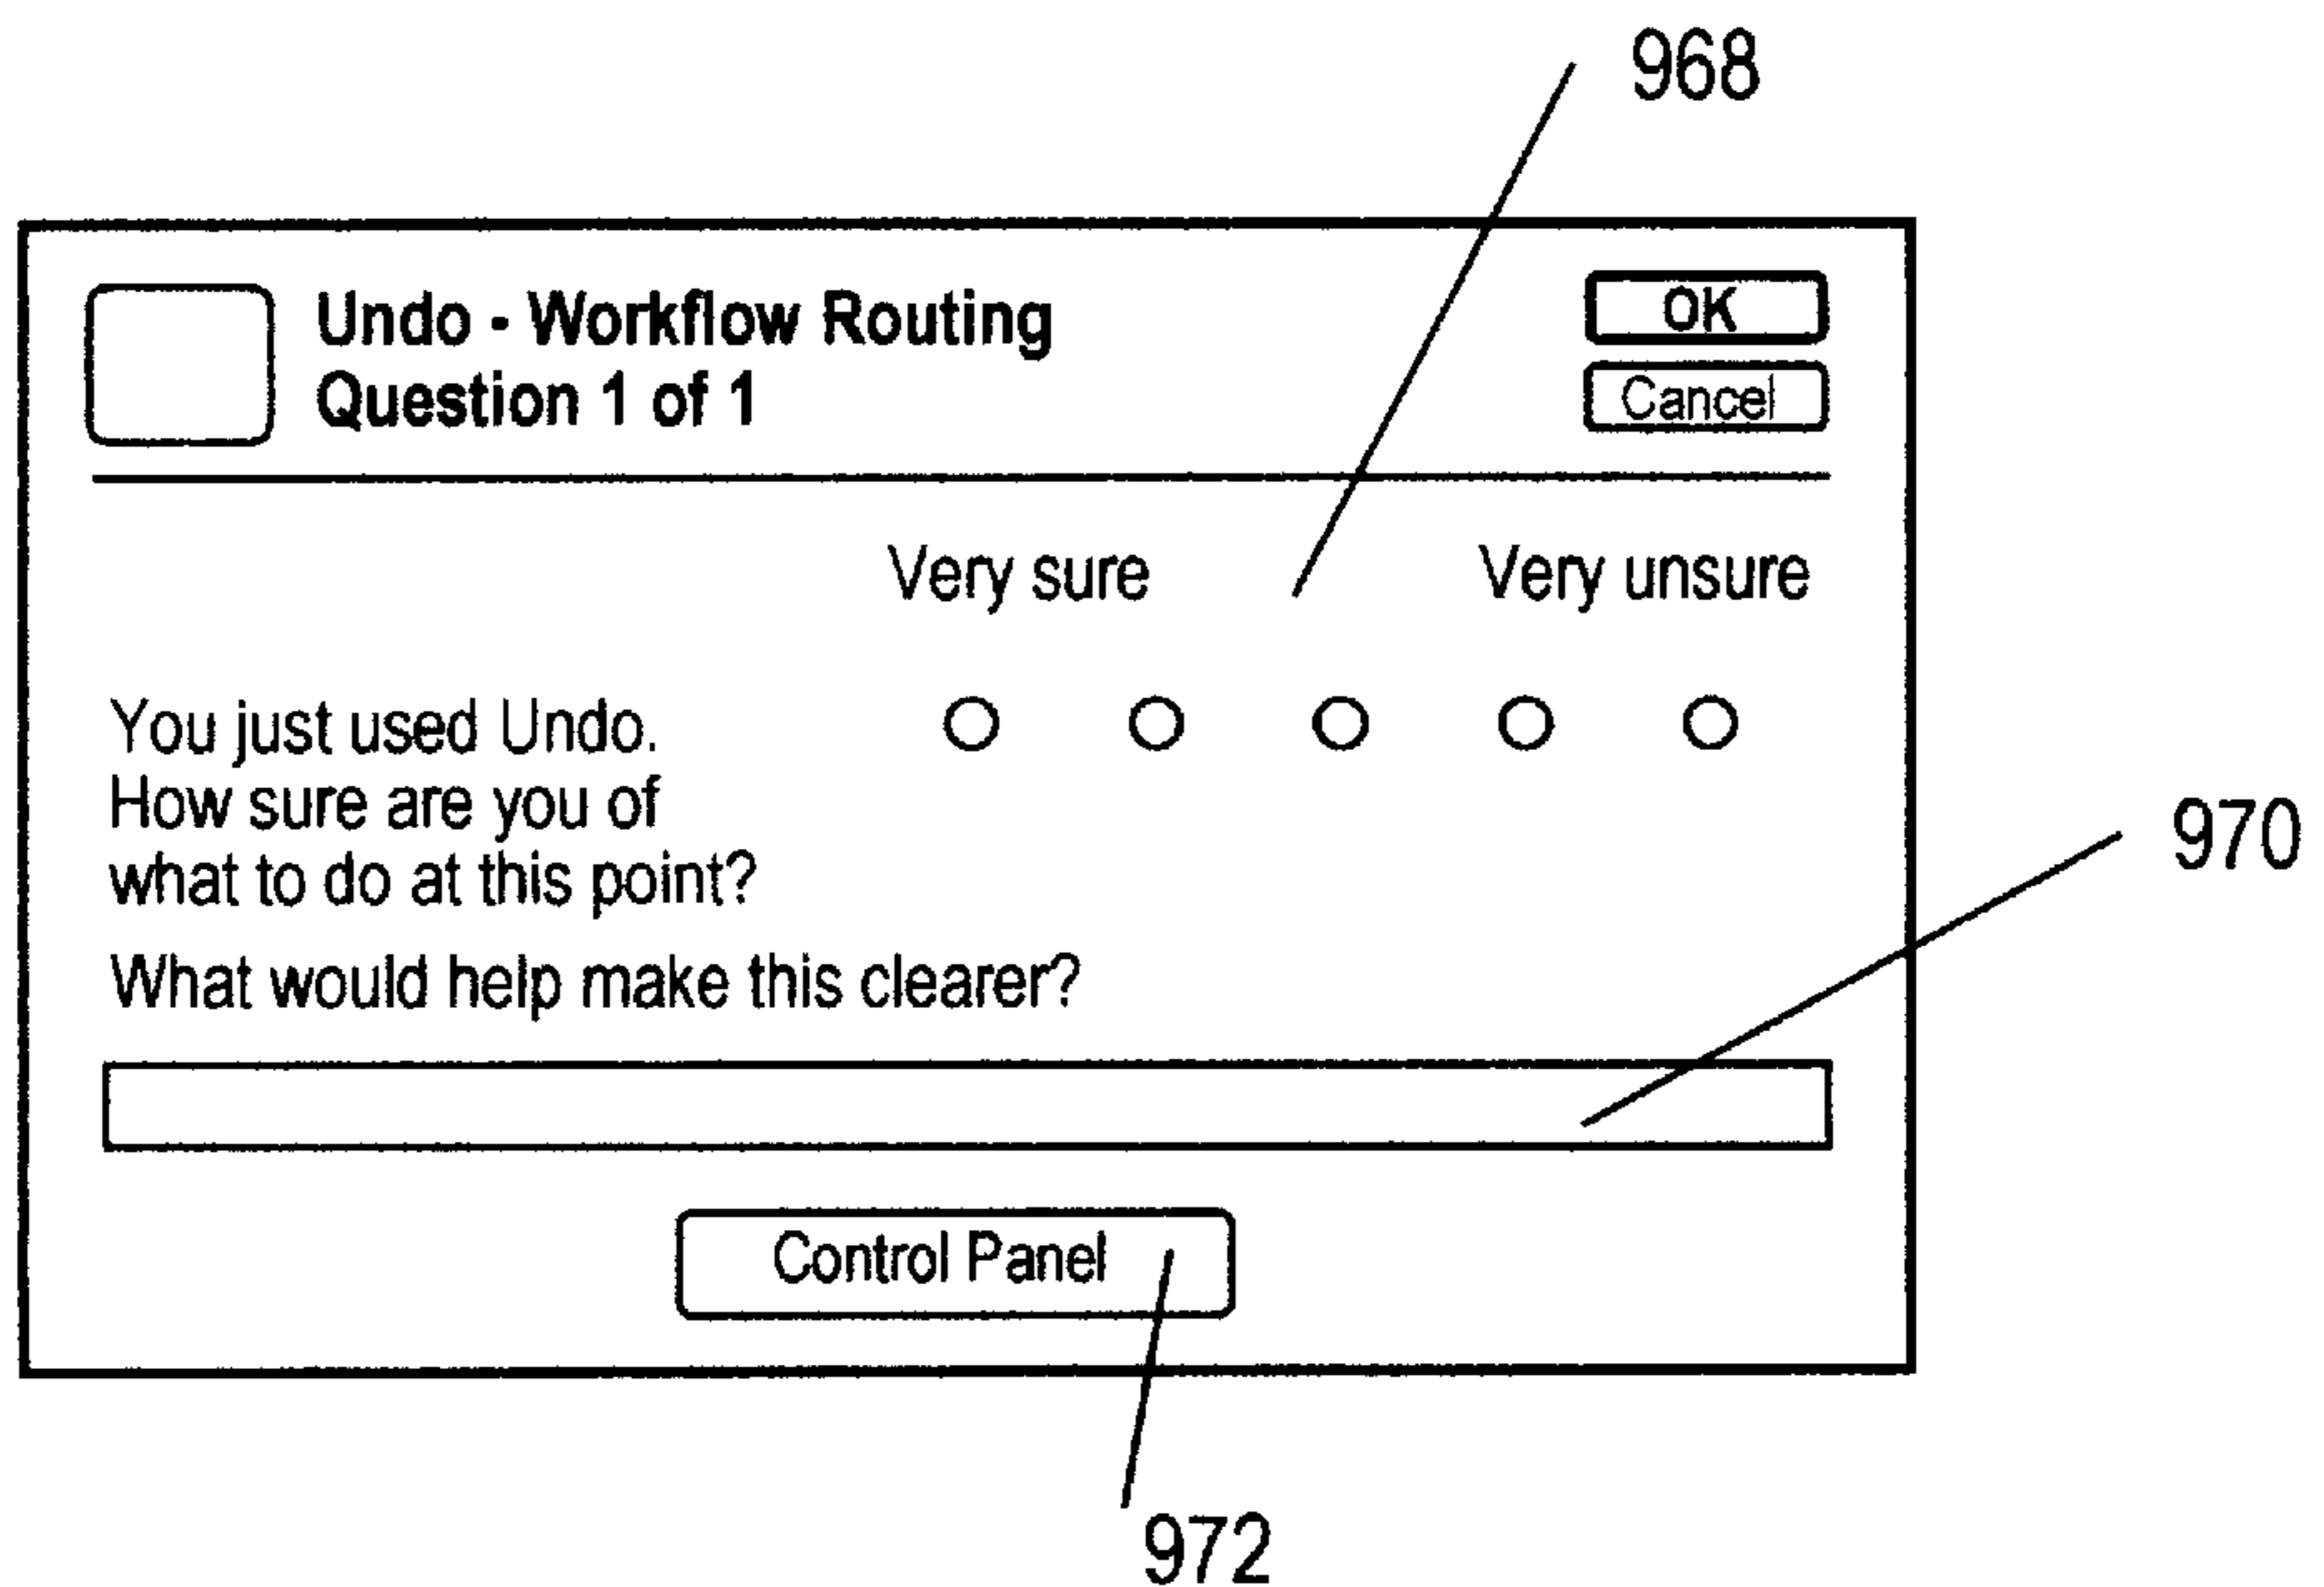 968
Undo - Workflow Routing
OK
Question 1 of 1
Cancel
Very sure
Very unsure
You just used Undo.
How sure are you of
what to do at this point?
970
What would help make this clearer?
Control Panel
972